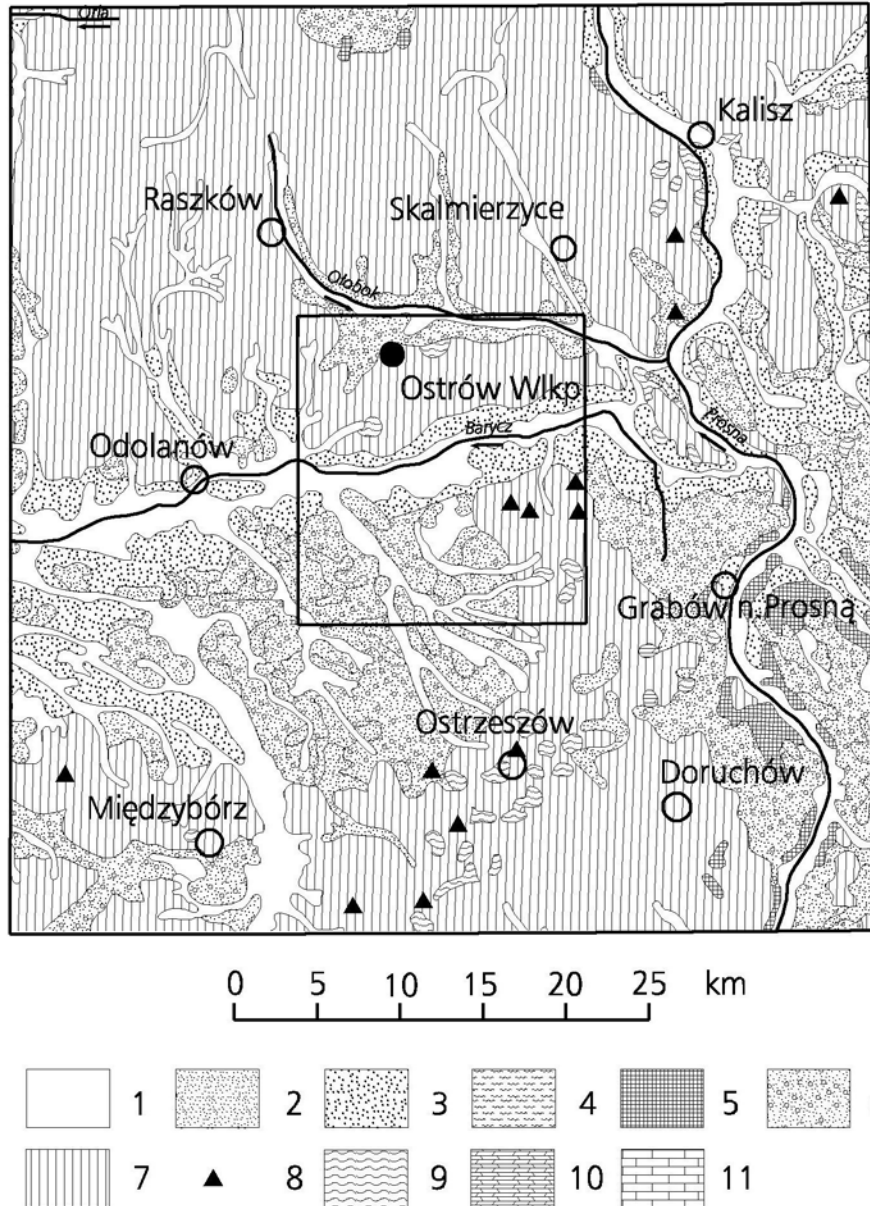 Orla
Kalisz
Raszków
Skalmierzyce
Ołobok
Ostrów Wlkp
Prosna
Barycz
Odolanów
Grabów n. Prosną
Ostrzeszów
Doruchów
Międzybórz
0 5 10 15 20 25 km
1 2 3 4 5
7 8 9 10 11